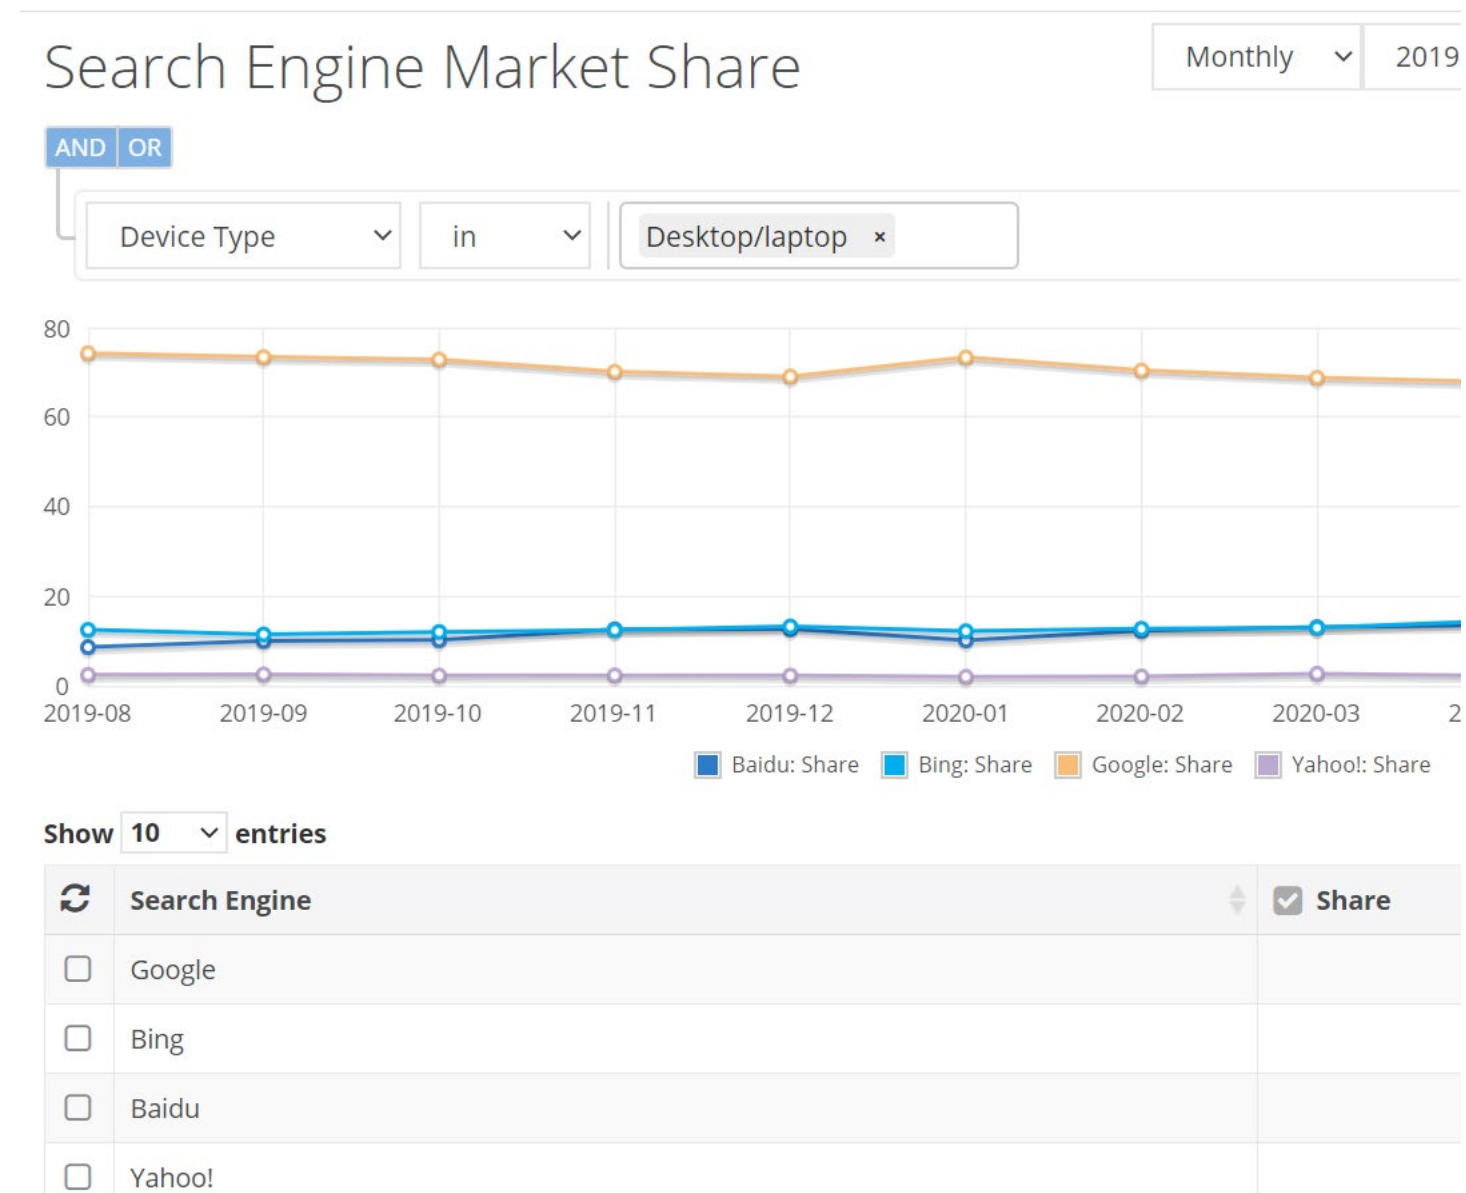 Search Engine Market Share
Monthly 2019
AND OR
Device Type in Desktop/laptop ×
80
60
40
20
0
2019-08 2019-09 2019-10 2019-11 2019-12 2020-01 2020-02 2020-03 2
Baidu: Share Bing: Share Google: Share Yahoo!: Share
Show 10 entries
Search Engine Share
Google
Bing
Baidu
Yahoo!